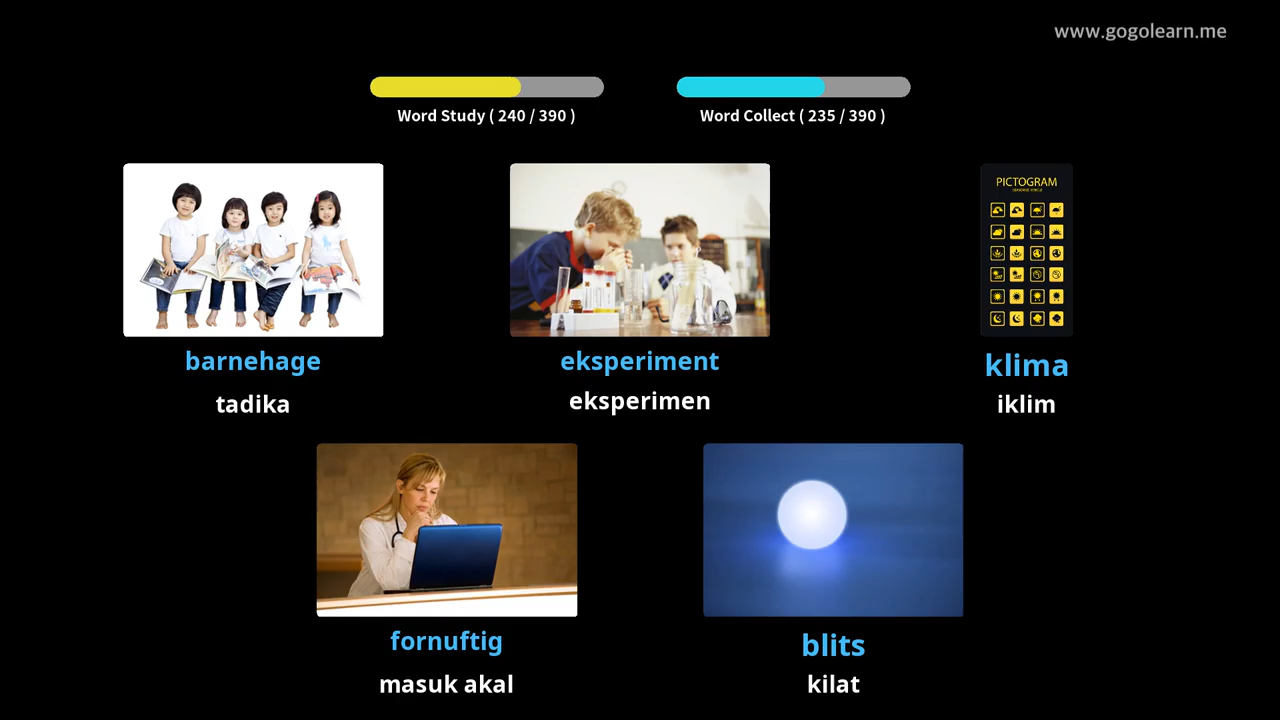 www.gogolearn.me
Word Study ( 240 / 390 )
Word Collect ( 235 / 390 )
PICTOGRAM
barnehage
tadika
eksperiment
eksperimen
klima
iklim
fornuftig
masuk akal
blits
kilat